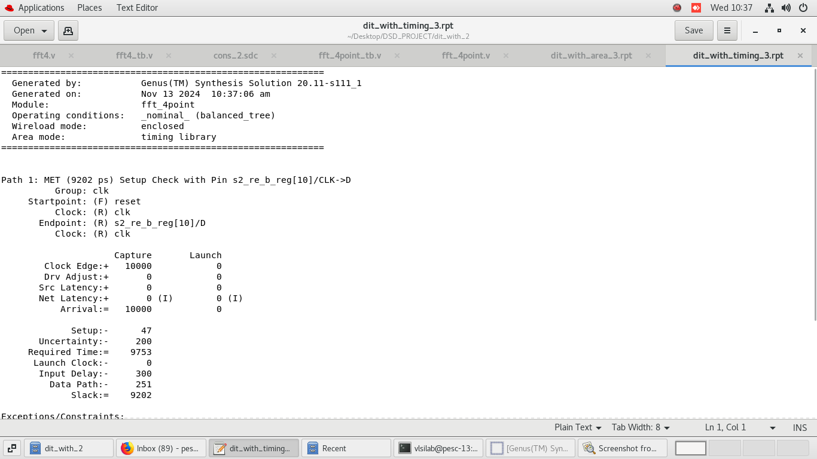 Applications Places Text Editor Wed 10:37
Open dit_with_timing_3.rpt Save
~/Desktop/DSD_PROJECT/dit_with_2
fft4.v × fft4_tb.v × cons_2.sdc × fft_4point_tb.v × fft_4point.v × dit_with_area_3.rpt × dit_with_timing_3.rpt ×
============================================================
Generated by: Genus(TM) Synthesis Solution 20.11-s111_1
Generated on: Nov 13 2024 10:37:06 am
Module: fft_4point
Operating conditions: _nominal_ (balanced_tree)
Wireload mode: enclosed
Area mode: timing library
============================================================
Path 1: MET (9202 ps) Setup Check with Pin s2_re_b_reg[10]/CLK->D
Group: clk
Startpoint: (F) reset
Clock: (R) clk
Endpoint: (R) s2_re_b_reg[10]/D
Clock: (R) clk
Capture Launch
Clock Edge:+ 10000 0
Drv Adjust:+ 0 0
Src Latency:+ 0 0
Net Latency:+ 0 (I) 0 (I)
Arrival:= 10000 0
Setup:- 47
Uncertainty:- 200
Required Time:= 9753
Launch Clock:- 0
Input Delay:- 300
Data Path:- 251
Slack:= 9202
Exceptions/Constraints:
Plain Text Tab Width: 8 Ln 1, Col 1 INS
dit_with_2 Inbox (89) - pes... dit_with_timing... Recent vlsilab@pesc-13:... [Genus(TM) Syn... Screenshot fro...